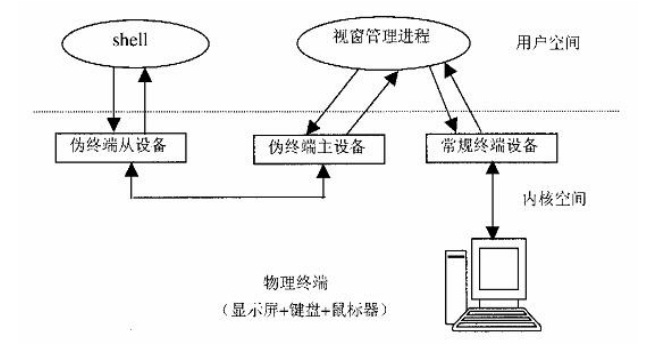 shell
视窗管理进程
用户空间
伪终端从设备
伪终端主设备
常规终端设备
内核空间
物理终端
（显示屏+键盘+鼠标器）